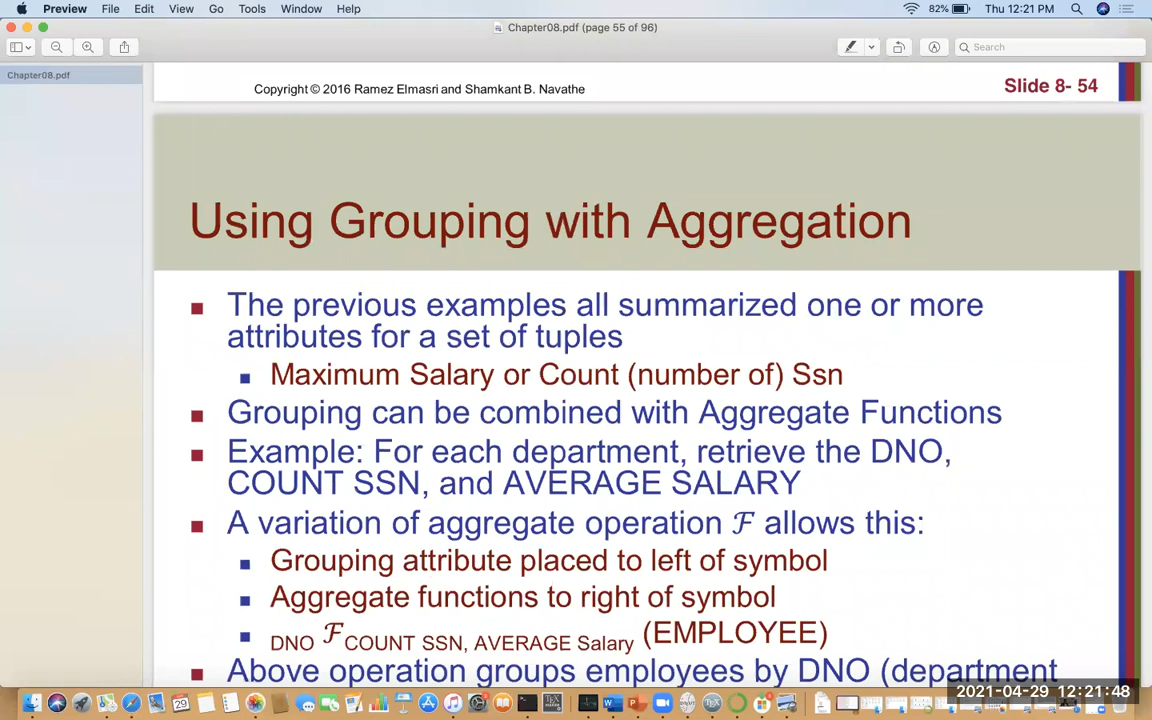 Preview File Edit View Go Tools Window Help 82% Thu 12:21 PM
Chapter08.pdf (page 55 of 96)
Search
Chapter08.pdf
Copyright © 2016 Ramez Elmasri and Shamkant B. Navathe
Slide 8- 54
Using Grouping with Aggregation
The previous examples all summarized one or more
attributes for a set of tuples
Maximum Salary or Count (number of) Ssn
Grouping can be combined with Aggregate Functions
Example: For each department, retrieve the DNO,
COUNT SSN, and AVERAGE SALARY
A variation of aggregate operation ℱ allows this:
Grouping attribute placed to left of symbol
Aggregate functions to right of symbol
DNO ℱCOUNT SSN, AVERAGE Salary (EMPLOYEE)
Above operation groups employees by DNO (department
29
2021-04-29 12:21:48